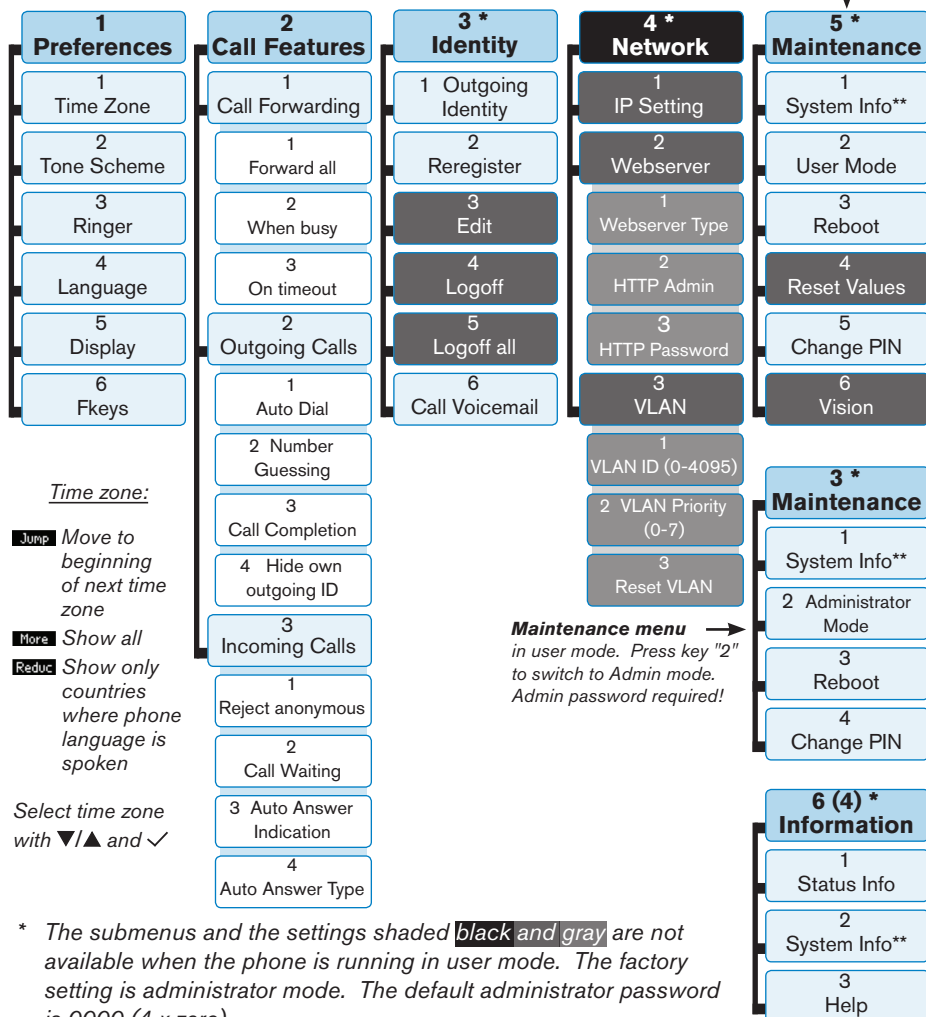 1
Preferences
1
Time Zone
2
Tone Scheme
3
Ringer
4
Language
5
Display
6
Fkeys
Time zone:
Jump Move to
beginning
of next time
zone
More Show all
Reduc Show only
countries
where phone
language is
spoken
Select time zone
with ▼/▲ and ✓
2
Call Features
1
Call Forwarding
1
Forward all
2
When busy
3
On timeout
2
Outgoing Calls
1
Auto Dial
2 Number
Guessing
3
Call Completion
4 Hide own
outgoing ID
3
Incoming Calls
1
Reject anonymous
2
Call Waiting
3 Auto Answer
Indication
4
Auto Answer Type
3 *
Identity
1 Outgoing
Identity
2
Reregister
3
Edit
4
Logoff
5
Logoff all
6
Call Voicemail
4 *
Network
1
IP Setting
2
Webserver
1
Webserver Type
2
HTTP Admin
3
HTTP Password
3
VLAN
1
VLAN ID (0-4095)
2 VLAN Priority
(0-7)
3
Reset VLAN
5 *
Maintenance
1
System Info**
2
User Mode
3
Reboot
4
Reset Values
5
Change PIN
6
Vision
Maintenance menu →
in user mode. Press key "2"
to switch to Admin mode.
Admin password required!
3 *
Maintenance
1
System Info**
2 Administrator
Mode
3
Reboot
4
Change PIN
6 (4) *
Information
1
Status Info
2
System Info**
3
Help
* The submenus and the settings shaded black and gray are not
available when the phone is running in user mode. The factory
setting is administrator mode. The default administrator password
is 0000 (4 x zero)